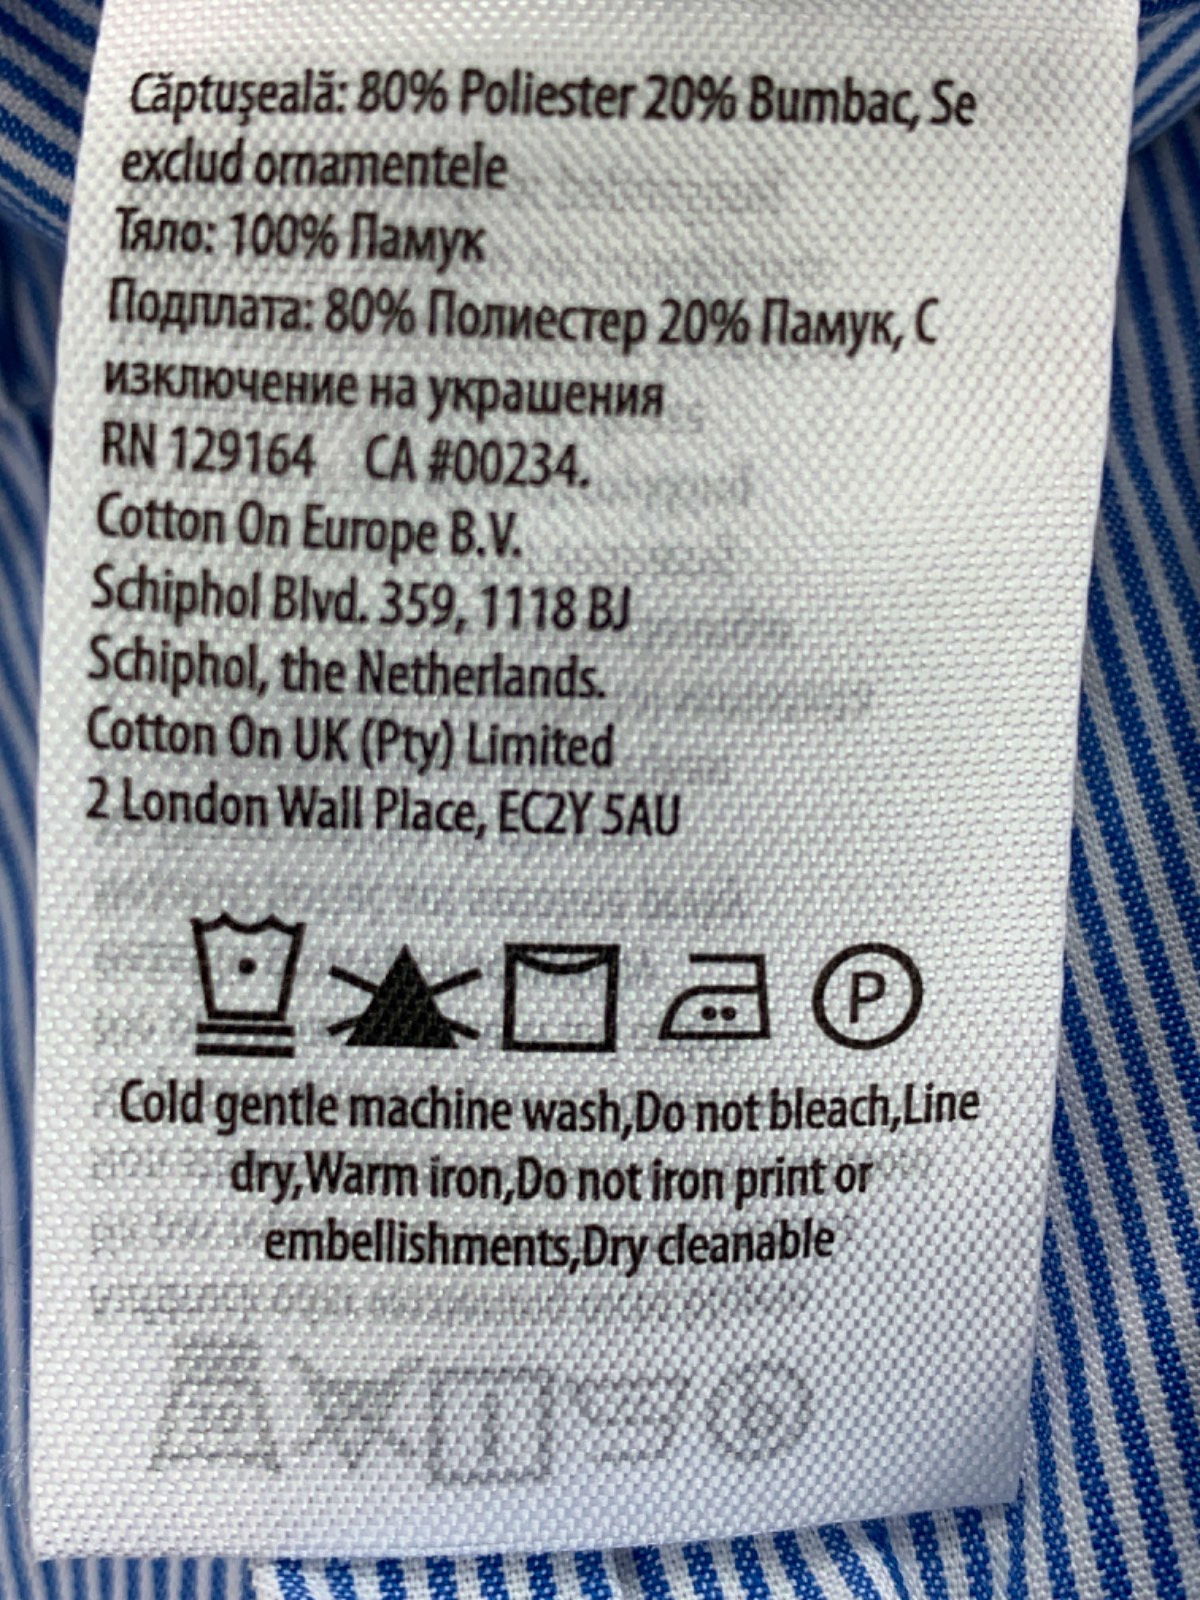 Căptușeală: 80% Poliester 20% Bumbac, Se
exclud ornamentele
Тяло: 100% Памук
Подплата: 80% Полиестер 20% Памук, С
изключение на украшения
RN 129164 CA #00234.
Cotton On Europe B.V.
Schiphol Blvd. 359, 1118 BJ
Schiphol, the Netherlands.
Cotton On UK (Pty) Limited
2 London Wall Place, EC2Y 5AU
P
Cold gentle machine wash,Do not bleach,Line
dry,Warm iron,Do not iron print or
embellishments,Dry cleanable